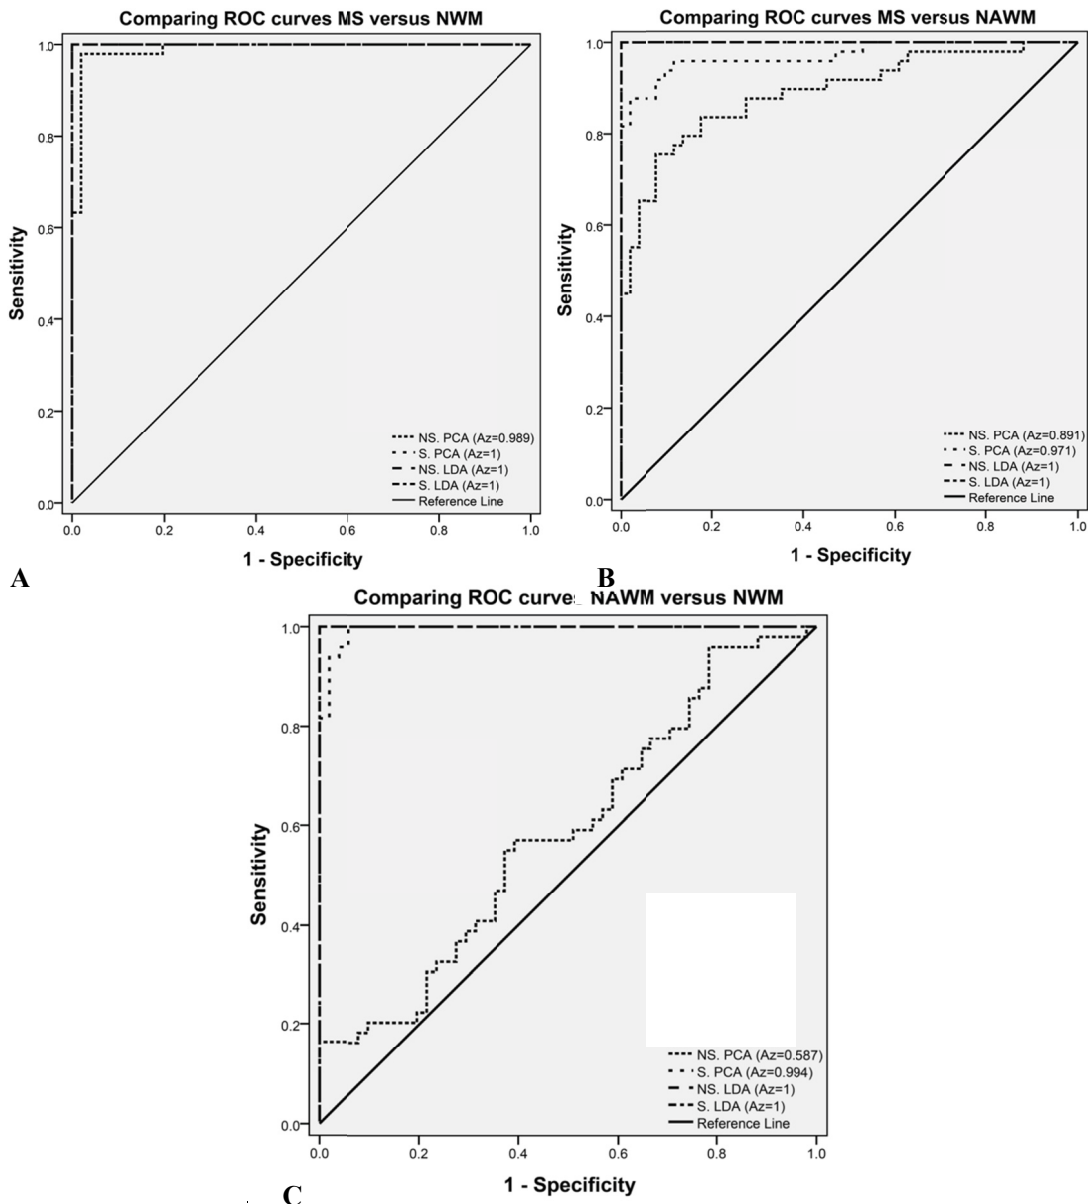 Comparing ROC curves MS versus NWM
1.0
0.8
0.6
0.4
0.2
0.0
Sensitivity
NS. PCA (Az=0.989)
S. PCA (Az=1)
NS. LDA (Az=1)
S. LDA (Az=1)
Reference Line
0.0 0.2 0.4 0.6 0.8 1.0
1 - Specificity
A
Comparing ROC curves MS versus NAWM
1.0
0.8
0.6
0.4
0.2
0.0
Sensitivity
NS. PCA (Az=0.891)
S. PCA (Az=0.971)
NS. LDA (Az=1)
S. LDA (Az=1)
Reference Line
0.0 0.2 0.4 0.6 0.8 1.0
1 - Specificity
B
Comparing ROC curves NAWM versus NWM
1.0
0.8
0.6
0.4
0.2
0.0
Sensitivity
NS. PCA (Az=0.587)
S. PCA (Az=0.994)
NS. LDA (Az=1)
S. LDA (Az=1)
Reference Line
0.0 0.2 0.4 0.6 0.8 1.0
1 - Specificity
C